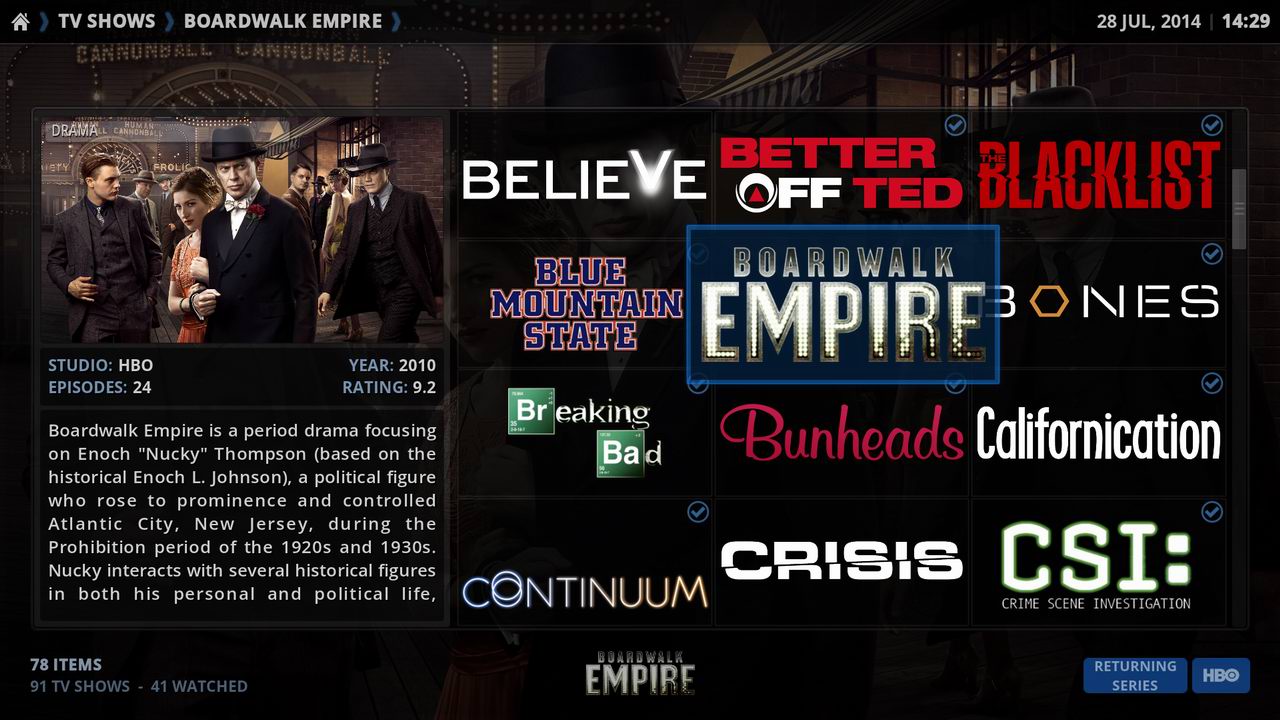 TV SHOWS BOARDWALK EMPIRE
28 JUL, 2014 | 14:29
CANNONBALL CANNONBALL
DRAMA
HUMAN
CANNONBALL
FROLIC
STUDIO: HBO
YEAR: 2010
EPISODES: 24
RATING: 9.2
Boardwalk Empire is a period drama focusing
on Enoch "Nucky" Thompson (based on the
historical Enoch L. Johnson), a political figure
who rose to prominence and controlled
Atlantic City, New Jersey, during the
Prohibition period of the 1920s and 1930s.
Nucky interacts with several historical figures
in both his personal and political life,
BELIEVE
BETTER
OFF TED
THE
BLACKLIST
BLUE
MOUNTAIN
STATE
BOARDWALK
EMPIRE
BONES
Breaking
Bad
Bunheads
Californication
CONTINUUM
CRISIS
CSI:
CRIME SCENE INVESTIGATION
78 ITEMS
91 TV SHOWS - 41 WATCHED
BOARDWALK
EMPIRE
RETURNING
SERIES
HBO